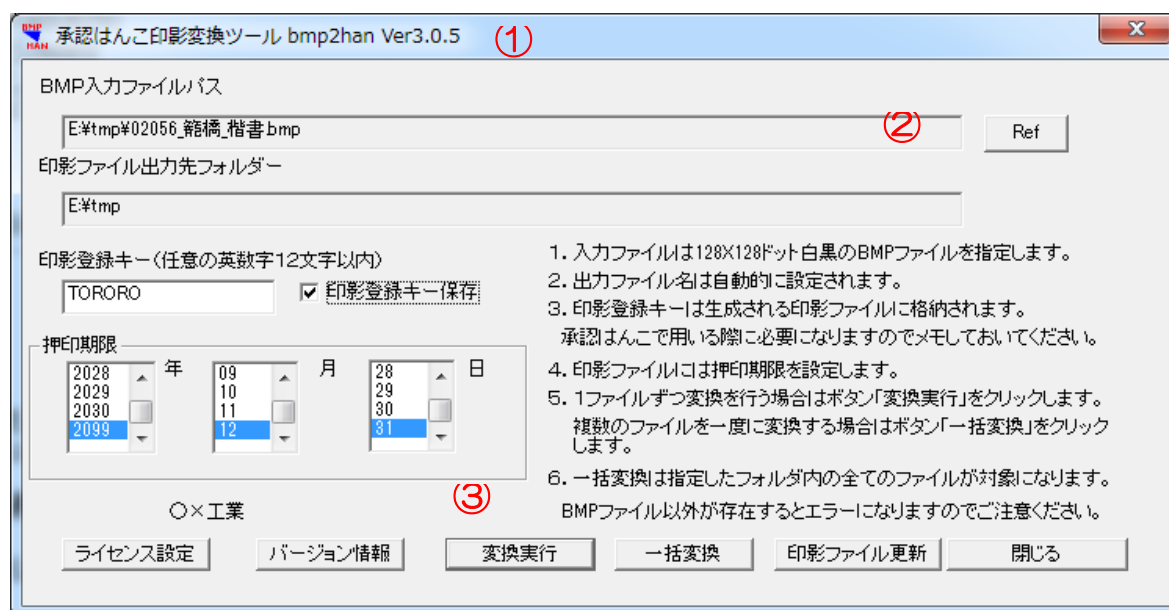 BMP
HAN
承認はんこ印影変換ツール bmp2han Ver3.0.5
①
X
BMP入力ファイルパス
E:¥tmp¥02056_箱橋_楷書.bmp
②
Ref
印影ファイル出力先フォルダー
E:¥tmp
印影登録キー(任意の英数字12文字以内)
TORORO
印影登録キー保存
押印期限
2028
2029
2030
2099
年
09
10
11
12
月
28
29
30
31
日
1. 入力ファイルは128X128ドット白黒のBMPファイルを指定します。
2. 出力ファイル名は自動的に設定されます。
3. 印影登録キーは生成される印影ファイルに格納されます。
承認はんこで用いる際に必要になりますのでメモしておいてください。
4. 印影ファイルには押印期限を設定します。
5. 1ファイルずつ変換を行う場合はボタン「変換実行」をクリックします。
複数のファイルを一度に変換する場合はボタン「一括変換」をクリック
します。
6. 一括変換は指定したフォルダ内の全てのファイルが対象になります。
BMPファイル以外が存在するとエラーになりますのでご注意ください。
③
○×工業
ライセンス設定
バージョン情報
変換実行
一括変換
印影ファイル更新
閉じる